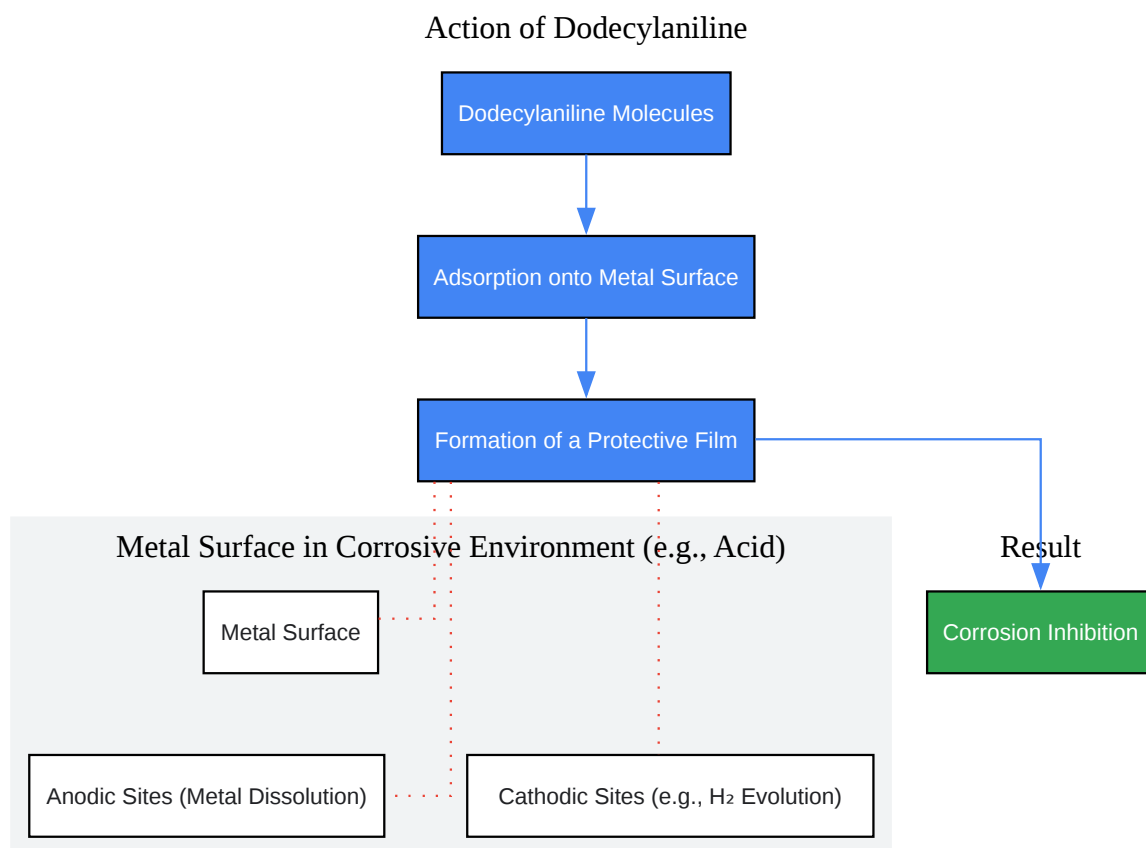 Action of Dodecylaniline
Dodecylaniline Molecules
Adsorption onto Metal Surface
Formation of a Protective Film
Metal Surface in Corrosive Environment (e.g., Acid)
Result
Metal Surface
Corrosion Inhibition
Anodic Sites (Metal Dissolution)
Cathodic Sites (e.g., H₂ Evolution)